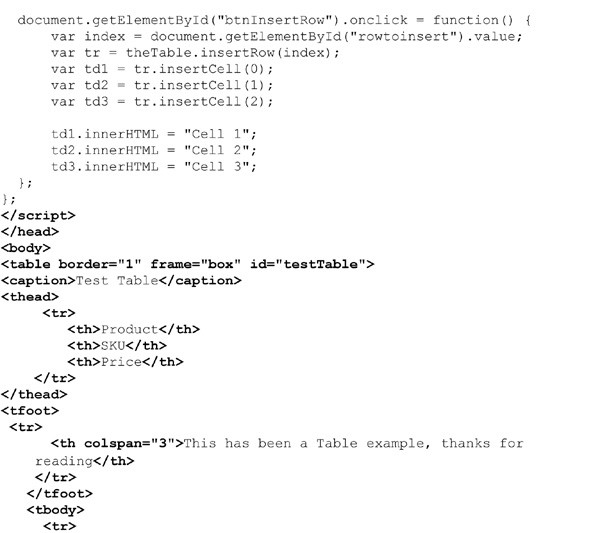 document.getElementById("btnInsertRow").onclick = function() {
var index = document.getElementById("rowtoinsert").value;
var tr = theTable.insertRow(index);
var td1 = tr.insertCell(0);
var td2 = tr.insertCell(1);
var td3 = tr.insertCell(2);
td1.innerHTML = "Cell 1";
td2.innerHTML = "Cell 2";
td3.innerHTML = "Cell 3";
};
};
</script>
</head>
<body>
<table border="1" frame="box" id="testTable">
<caption>Test Table</caption>
<thead>
<tr>
<th>Product</th>
<th>SKU</th>
<th>Price</th>
</tr>
</thead>
<tfoot>
<tr>
<th colspan="3">This has been a Table example, thanks for
reading</th>
</tr>
</tfoot>
<tbody>
<tr>